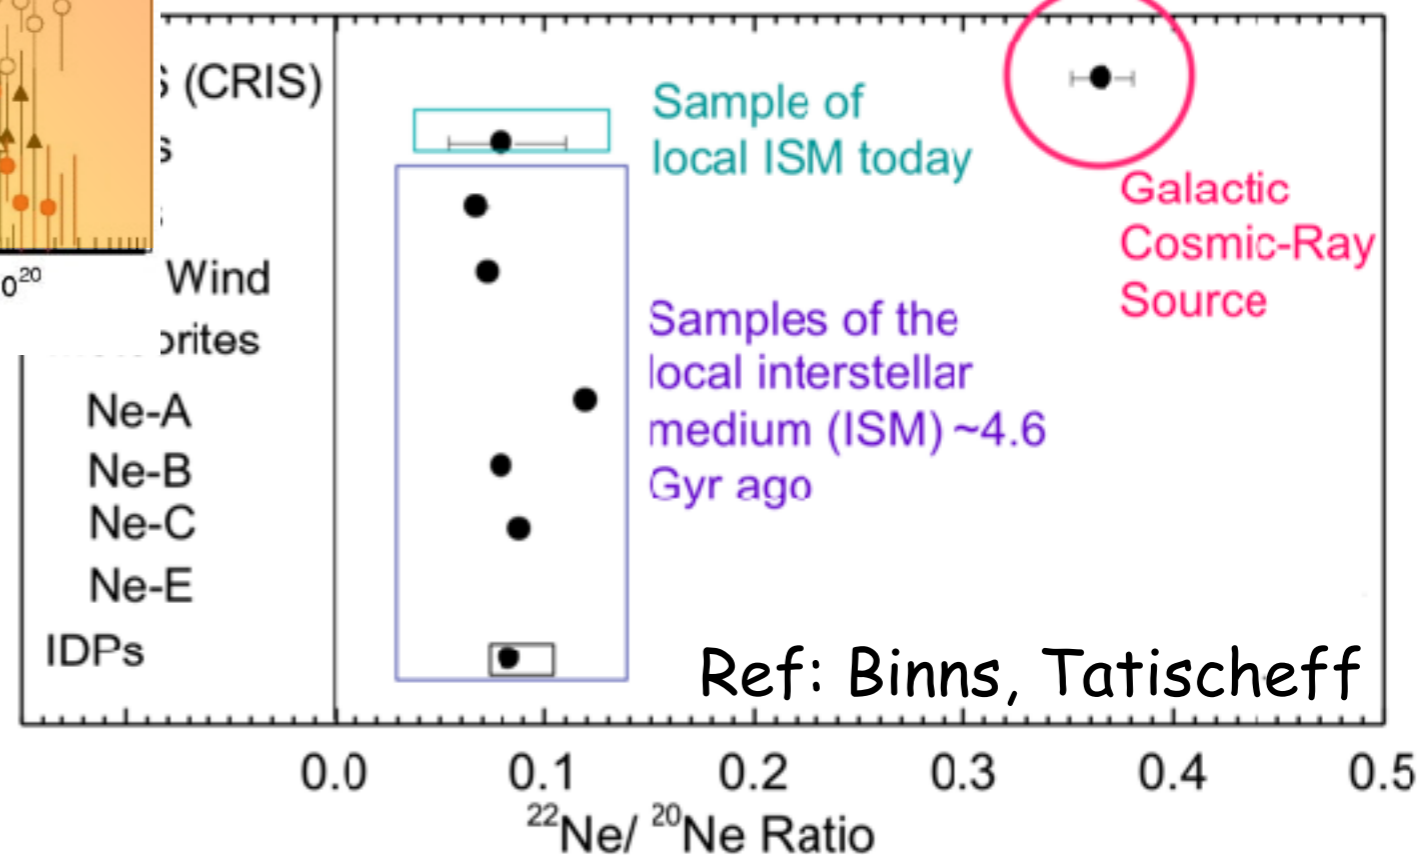 (CRIS)
Sample of
local ISM today
Galactic
Cosmic-Ray
Source
0²⁰
Wind
Samples of the
local interstellar
medium (ISM) ~4.6
Gyr ago
Ne-A
Ne-B
Ne-C
Ne-E
IDPs
Ref: Binns, Tatischeff
0.0 0.1 0.2 0.3 0.4 0.5
²²Ne/ ²⁰Ne Ratio